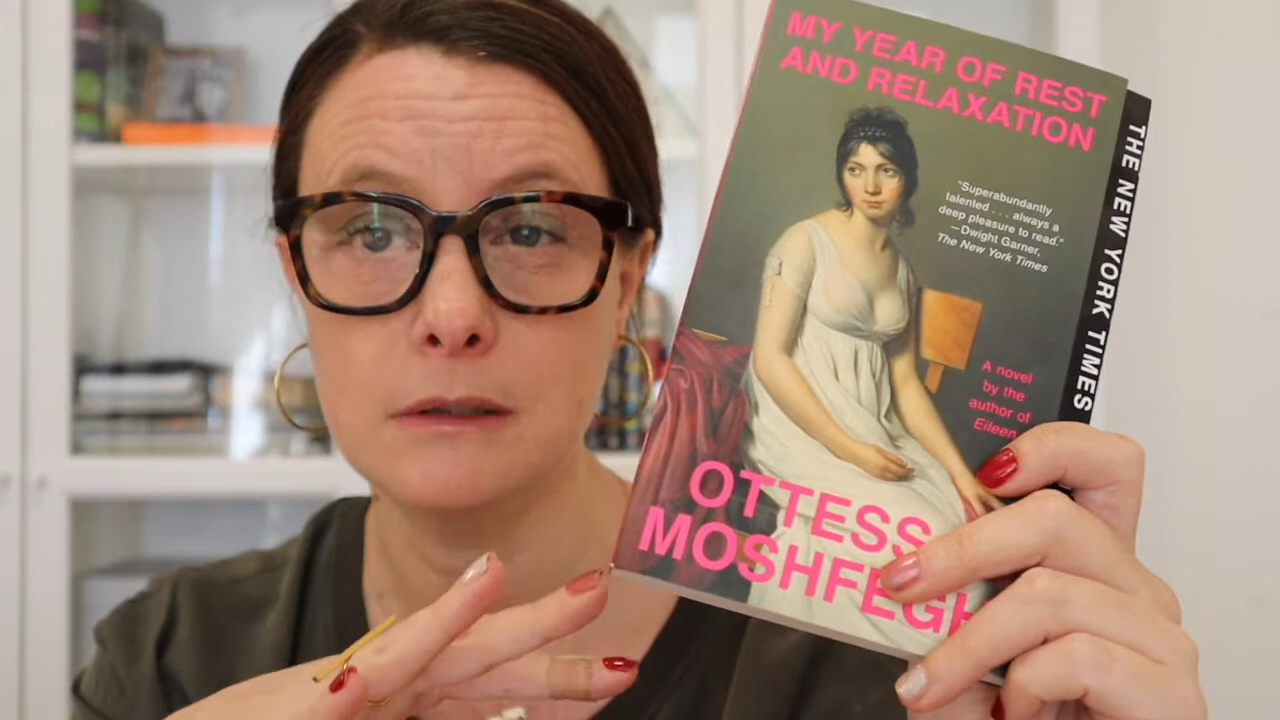 MY YEAR OF REST
AND RELAXATION
"Superabundantly
talented . . . always a
deep pleasure to read."
—Dwight Garner,
The New York Times
A novel
by the
author of
Eileen
OTTESS
MOSHFEGH
THE NEW YORK TIMES